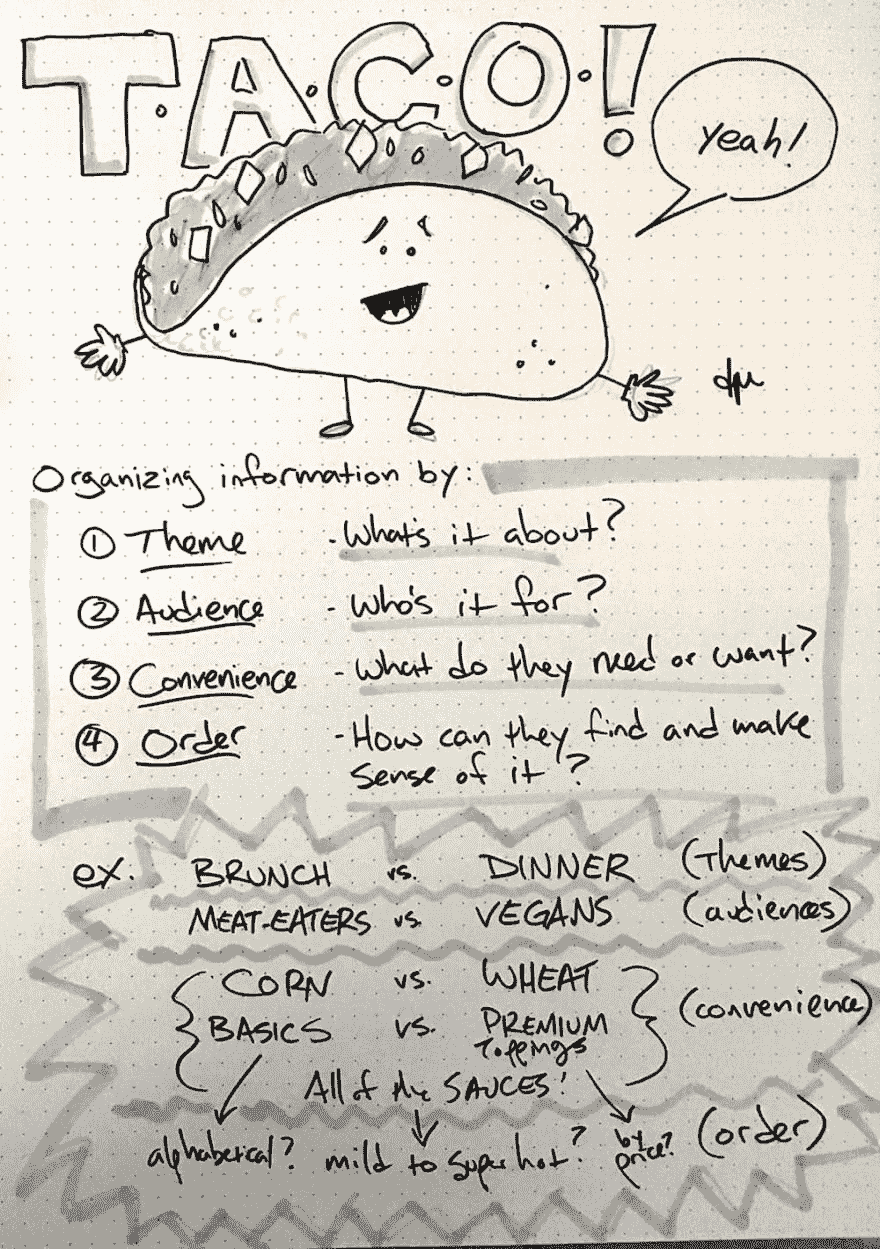 T.A.C.O!
yeah!
dpm
Organizing information by:
① Theme - What's it about?
② Audience - Who's it for?
③ Convenience - What do they need or want?
④ Order - How can they find and make
sense of it?
ex. BRUNCH vs. DINNER (Themes)
MEAT-EATERS vs. VEGANS (audiences)
CORN vs. WHEAT
BASICS vs. PREMIUM
Toppings
(convenience)
All of the SAUCES!
alphabetical? mild to super hot? by price? (order)